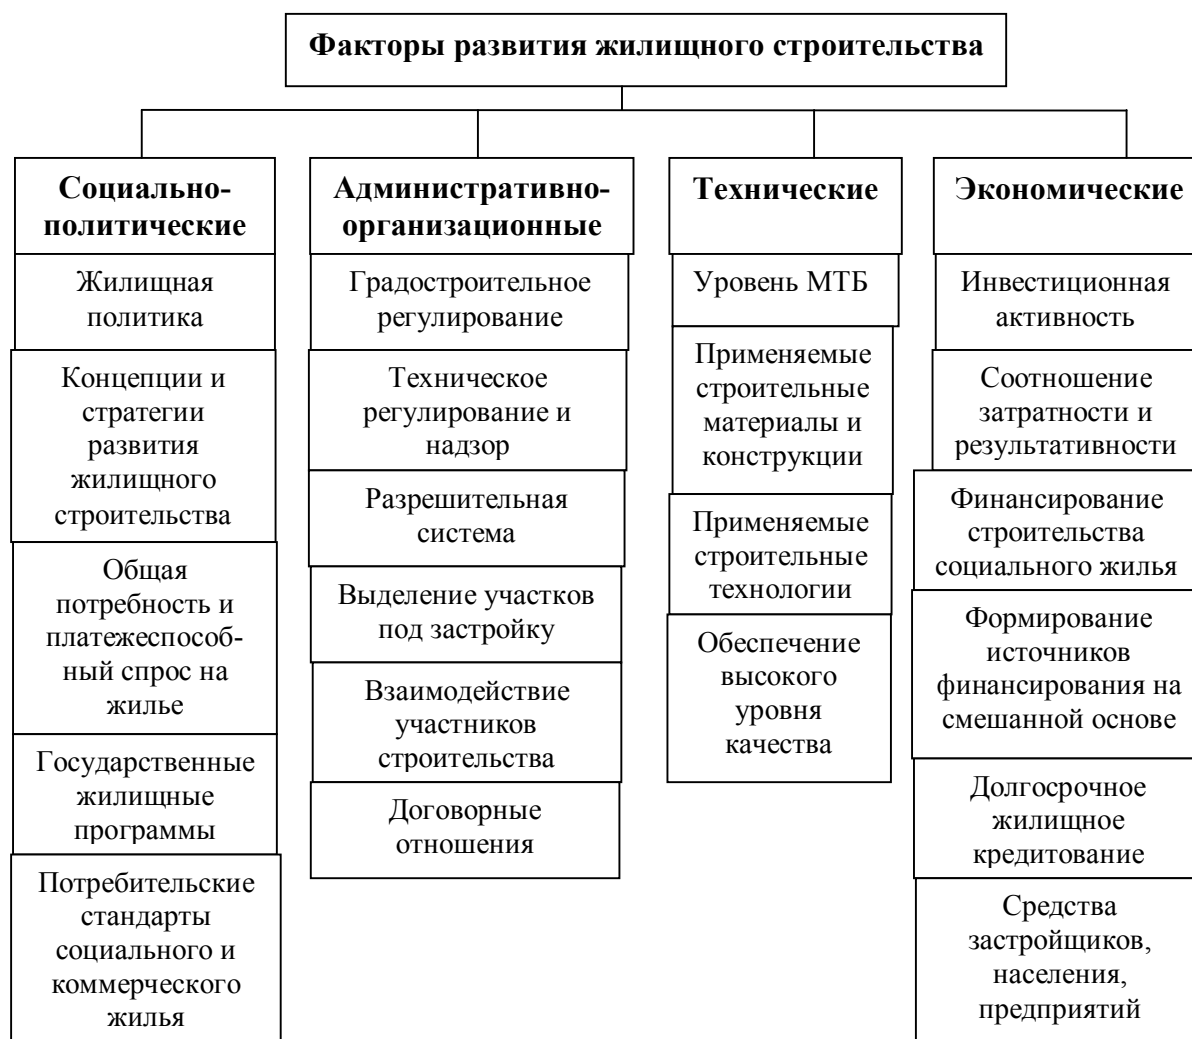 Факторы развития жилищного строительства
Социально-
политические
Жилищная
политика
Концепции и
стратегии
развития
жилищного
строительства
Общая
потребность и
платежеспособ-
ный спрос на
жилье
Государственные
жилищные
программы
Потребительские
стандарты
социального и
коммерческого
жилья
Административно-
организационные
Градостроительное
регулирование
Техническое
регулирование и
надзор
Разрешительная
система
Выделение участков
под застройку
Взаимодействие
участников
строительства
Договорные
отношения
Технические
Уровень МТБ
Применяемые
строительные
материалы и
конструкции
Применяемые
строительные
технологии
Обеспечение
высокого
уровня
качества
Экономические
Инвестиционная
активность
Соотношение
затратности и
результативности
Финансирование
строительства
социального жилья
Формирование
источников
финансирования на
смешанной основе
Долгосрочное
жилищное
кредитование
Средства
застройщиков,
населения,
предприятий